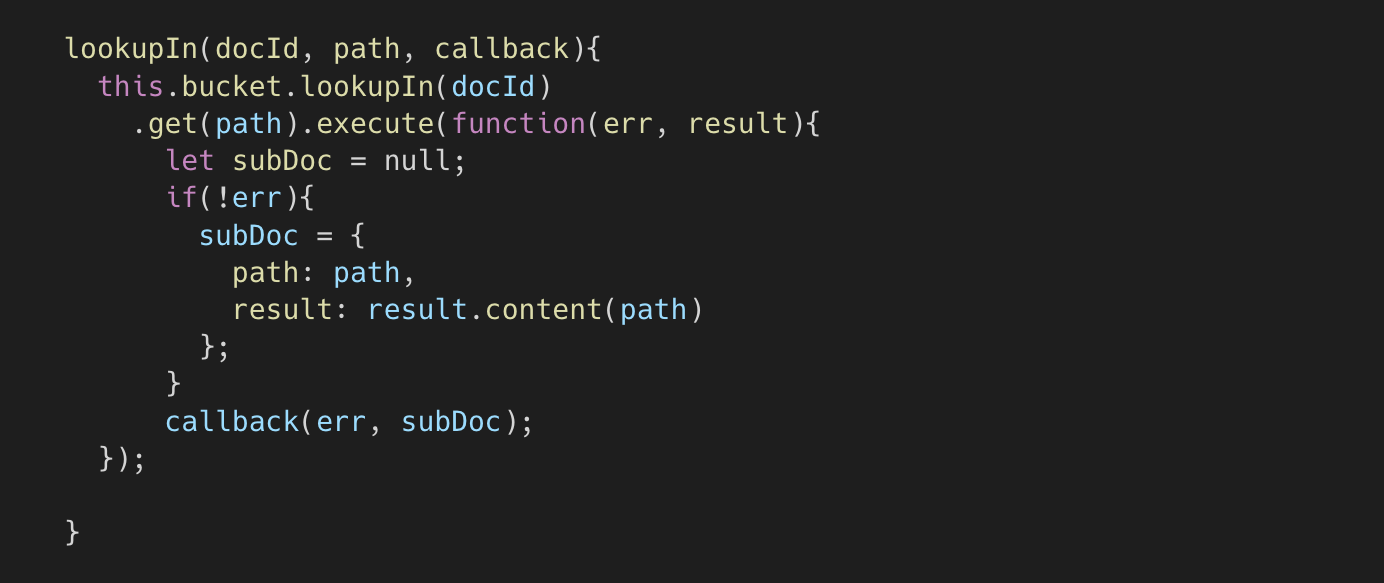 lookupIn(docId, path, callback){
  this.bucket.lookupIn(docId)
    .get(path).execute(function(err, result){
      let subDoc = null;
      if(!err){
        subDoc = {
          path: path,
          result: result.content(path)
        };
      }
      callback(err, subDoc);
  });
}